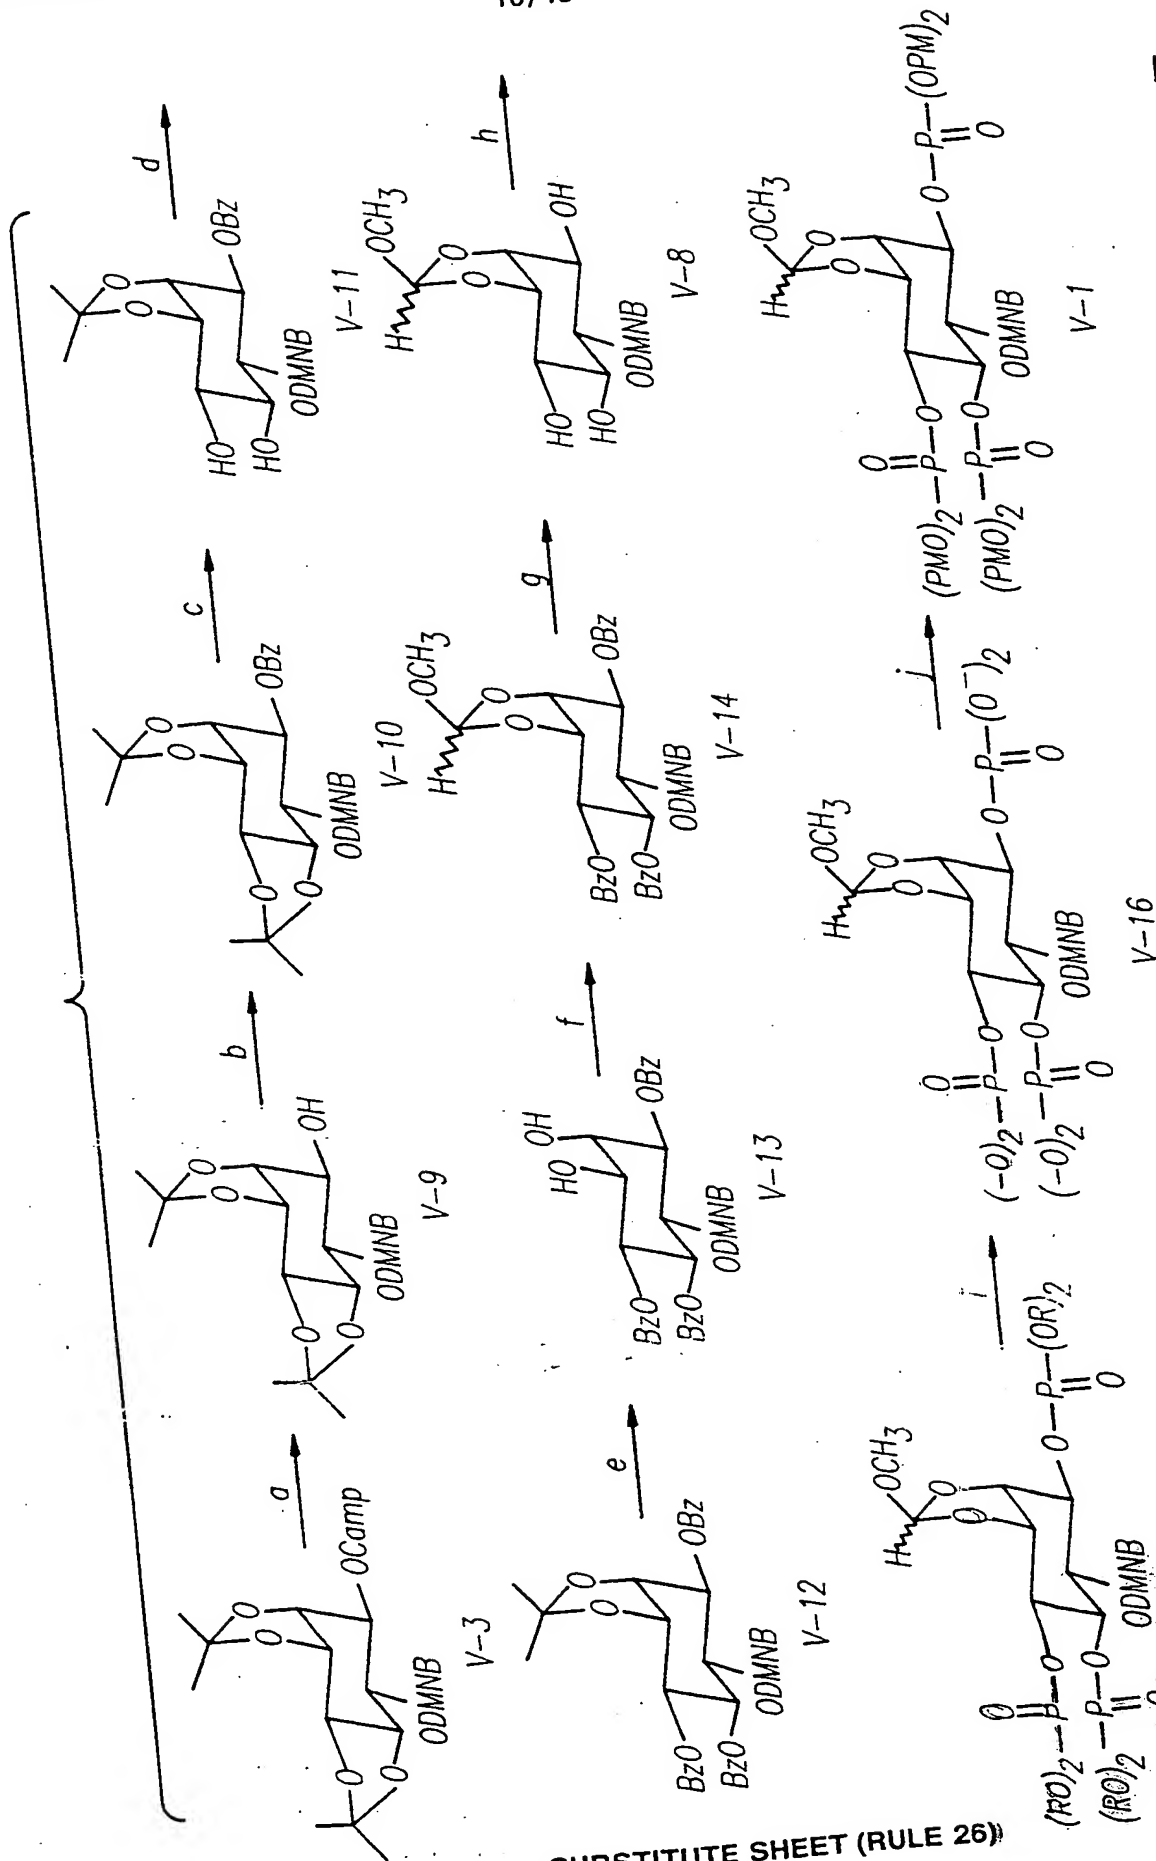 a
b
c
d
OCamp
O
O
O
O
ODMNB
V-3
OH
O
O
O
O
ODMNB
V-9
OBz
O
O
O
O
ODMNB
V-10
OBz
O
O
HO
HO
ODMNB
V-11
e
f
g
h
OBz
O
O
BzO
BzO
ODMNB
V-12
OH
HO
OBz
BzO
BzO
ODMNB
V-13
OCH3
H
O
O
OBz
BzO
BzO
ODMNB
V-14
OCH3
H
O
O
OH
HO
HO
ODMNB
V-8
i
j
OCH3
H
O
O
O—P—(OR)2
O
O
(RO)2—P—O
(RO)2—P—O
ODMNB
OCH3
H
O
O
O—P—(O⁻)2
O
O
(-O)2—P—O
(-O)2—P—O
O
ODMNB
V-16
OCH3
H
O
O
O—P—(OPM)2
O
O
(PMO)2—P—O
(PMO)2—P—O
O
ODMNB
V-1
SUBSTITUTE SHEET (RULE 26)